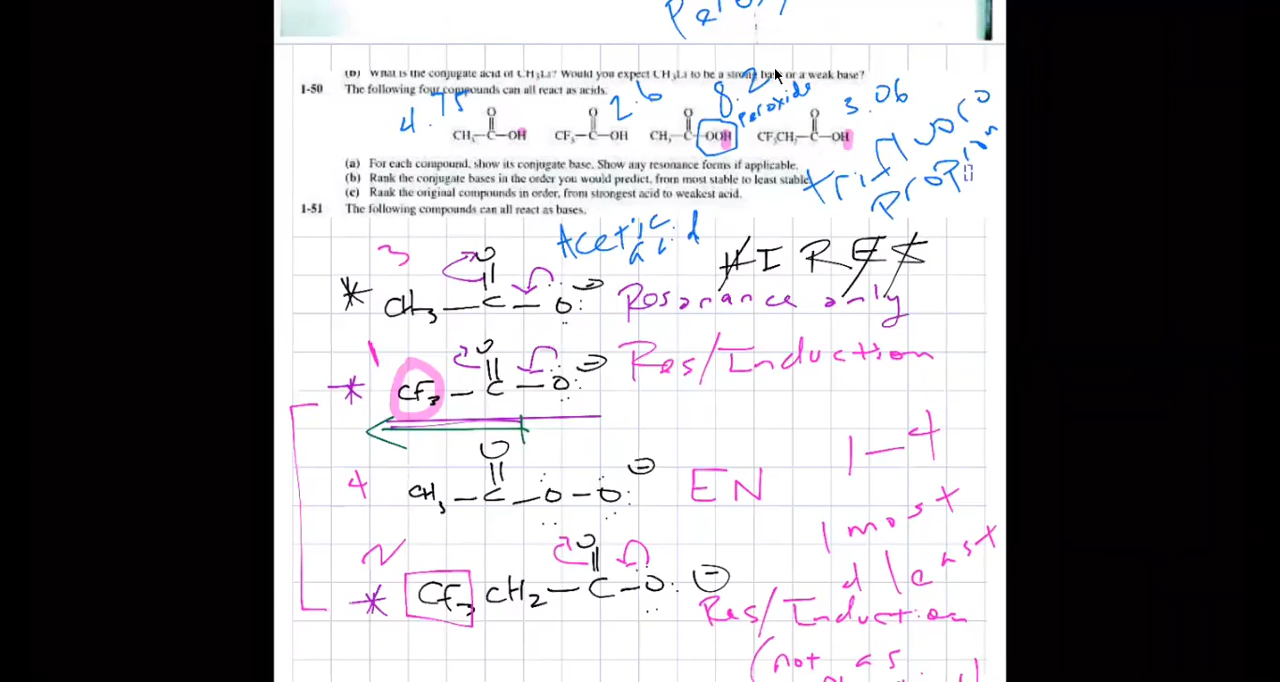 (b) What is the conjugate acid of CH3Li? Would you expect CH3Li to be a strong base or a weak base?
1-50 The following four compounds can all react as acids.
4.75 2.6 8.2 peroxide 3.06
O O O O
CH3—C—OH CF3—C—OH CH3—C—OOH CF3CH2—C—OH
trifluoro
propion
(a) For each compound, show its conjugate base. Show any resonance forms if applicable.
(b) Rank the conjugate bases in the order you would predict, from most stable to least stable.
(c) Rank the original compounds in order, from strongest acid to weakest acid.
1-51 The following compounds can all react as bases.
Acetic
acid
3
O
* CH3—C—O:⊖ Rosonance only
1
O
* CF3—C—O:⊖ Res/Induction
O
4 CH3—C—O—O:⊖ EN
1–4
1 most
4 least
2
O
* CF3CH2—C—O:⊖
Res/Induction
(not as